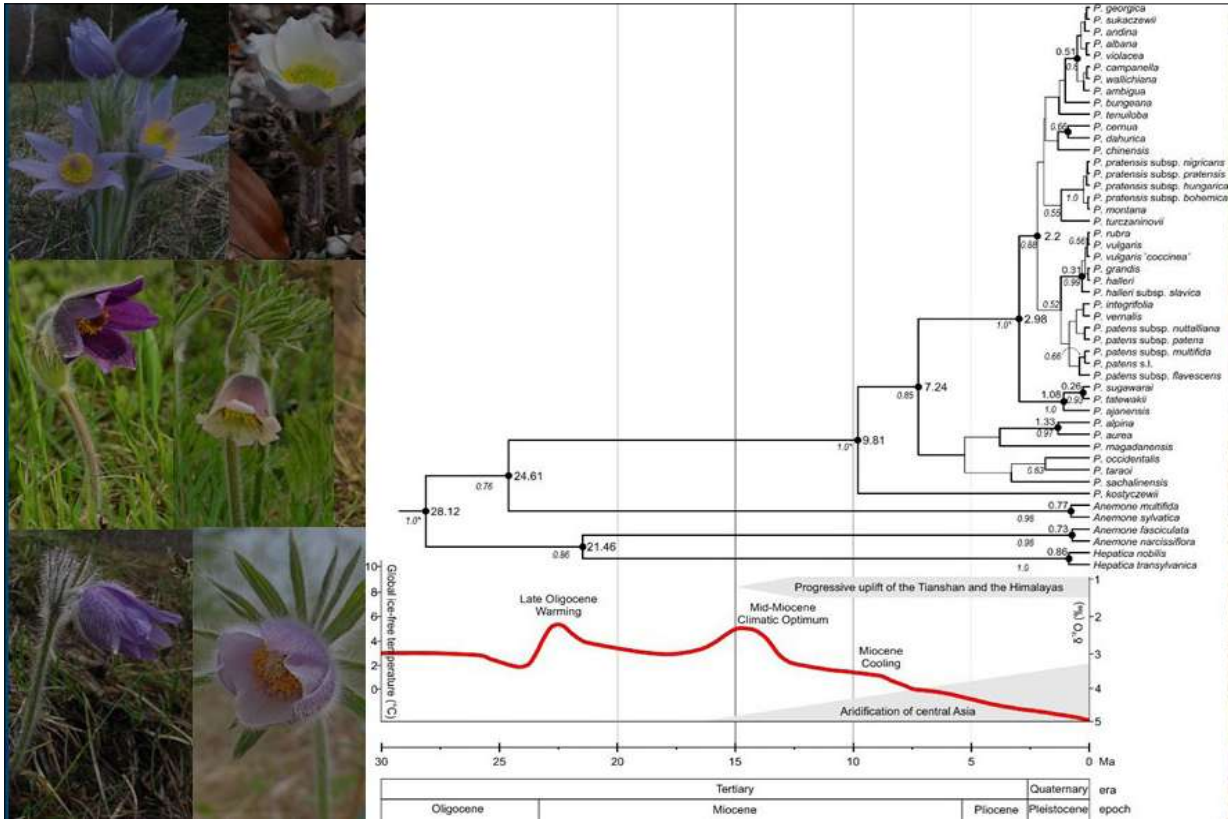 P. georgica
P. sukaczewii
P. andina
P. albana
0.51
P. violacea
0.8
P. campanella
P. wallichiana
P. ambigua
P. bungeana
P. tenuiloba
0.66
P. cernua
P. dahurica
P. chinensis
P. pratensis subsp. nigricans
P. pratensis subsp. pratensis
P. pratensis subsp. hungarica
1.0
P. pratensis subsp. bohemica
P. montana
0.55
P. turczaninovii
P. rubra
2.2
0.88
0.56
P. vulgaris
P. vulgaris 'coccinea'
0.31
P. grandis
0.99
P. halleri
P. halleri subsp. slavica
0.52
P. integrifolia
P. vernalis
2.98
1.0*
P. patens subsp. nuttalliana
P. patens subsp. patens
0.66
P. patens subsp. multifida
P. patens s.l.
P. patens subsp. flavescens
0.26
P. sugawarai
7.24
0.85
1.08
0.93
P. tatewakii
1.0
P. ajanensis
1.33
P. alpina
0.97
P. aurea
9.81
1.0*
P. magadanensis
P. occidentalis
0.63
P. taraoi
24.61
0.76
P. sachalinensis
P. kostyczewii
28.12
1.0*
0.77
Anemone multifida
0.98
Anemone sylvatica
0.73
Anemone fasciculata
21.46
0.86
0.98
Anemone narcissiflora
0.86
Hepatica nobilis
1.0
Hepatica transylvanica
Global ice-free temperature (°C)
10
8
6
4
2
0
Progressive uplift of the Tianshan and the Himalayas
Late Oligocene
Warming
Mid-Miocene
Climatic Optimum
Miocene
Cooling
Aridification of central Asia
1
2
3
4
5
δ¹⁸O (‰)
30 25 20 15 10 5 0 Ma
Tertiary Quaternary era
Oligocene Miocene Pliocene Pleistocene epoch